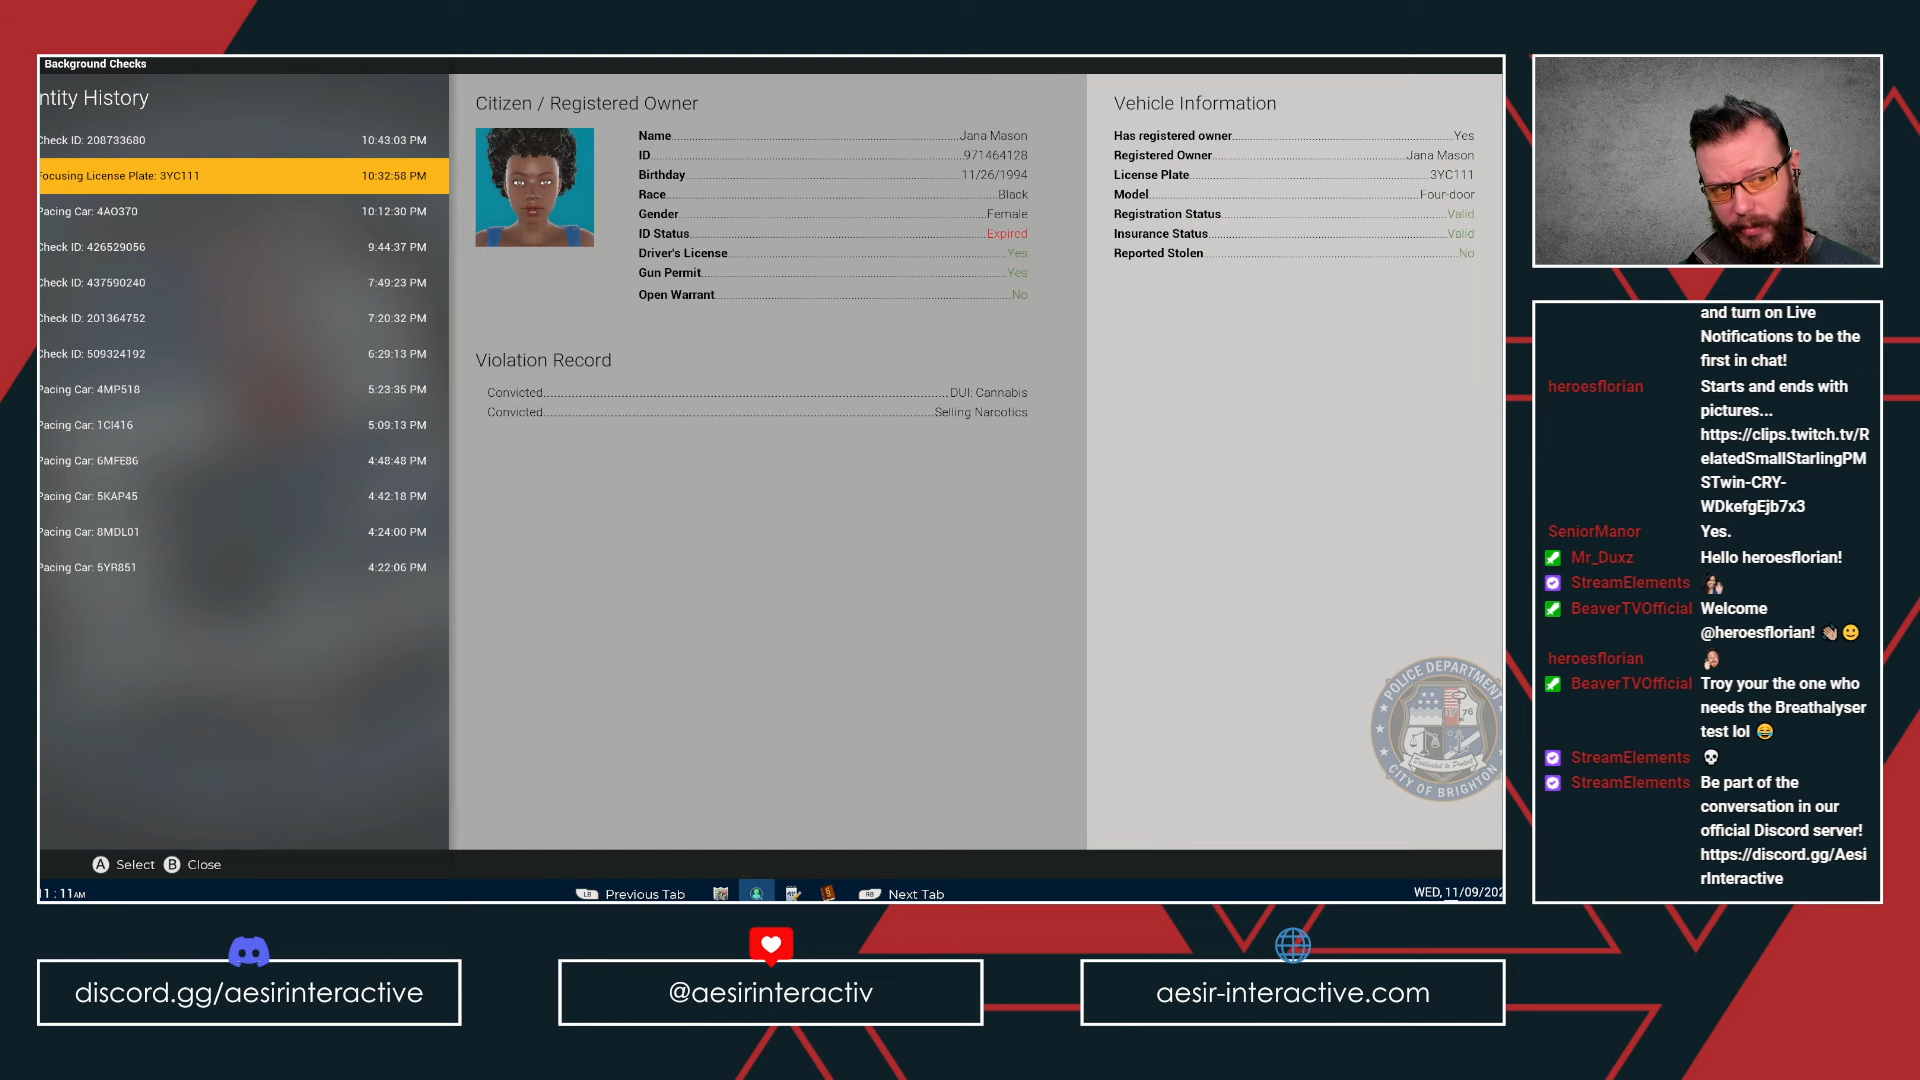 Background Checks
ntity History
Check ID: 208733680 10:43:03 PM
Focusing License Plate: 3YC111 10:32:58 PM
Pacing Car: 4AO370 10:12:30 PM
Check ID: 426529056 9:44:37 PM
Check ID: 437590240 7:49:23 PM
Check ID: 201364752 7:20:32 PM
Check ID: 509324192 6:29:13 PM
Pacing Car: 4MP518 5:23:35 PM
Pacing Car: 1CI416 5:09:13 PM
Pacing Car: 6MFE86 4:48:48 PM
Pacing Car: 5KAP45 4:42:18 PM
Pacing Car: 8MDL01 4:24:00 PM
Pacing Car: 5YR851 4:22:06 PM
Citizen / Registered Owner
Name Jana Mason
ID 971464128
Birthday 11/26/1994
Race Black
Gender Female
ID Status Expired
Driver's License Yes
Gun Permit Yes
Open Warrant No
Violation Record
Convicted DUI: Cannabis
Convicted Selling Narcotics
Vehicle Information
Has registered owner Yes
Registered Owner Jana Mason
License Plate 3YC111
Model Four-door
Registration Status Valid
Insurance Status Valid
Reported Stolen No
POLICE DEPARTMENT
17 76
Dedicated to Protect
CITY OF BRIGHTON
A Select B Close
11 : 11 AM
LB Previous Tab
RB Next Tab
WED, 11/09/202
and turn on Live
Notifications to be the
first in chat!
heroesflorian Starts and ends with
pictures...
https://clips.twitch.tv/R
elatedSmallStarlingPM
STwin-CRY-
WDkefgEjb7x3
SeniorManor Yes.
Mr_Duxz Hello heroesflorian!
StreamElements
BeaverTVOfficial Welcome
@heroesflorian! 👋🙂
heroesflorian
BeaverTVOfficial Troy your the one who
needs the Breathalyser
test lol 😂
StreamElements 💀
StreamElements Be part of the
conversation in our
official Discord server!
https://discord.gg/Aesi
rInteractive
discord.gg/aesirinteractive
@aesirinteractiv
aesir-interactive.com